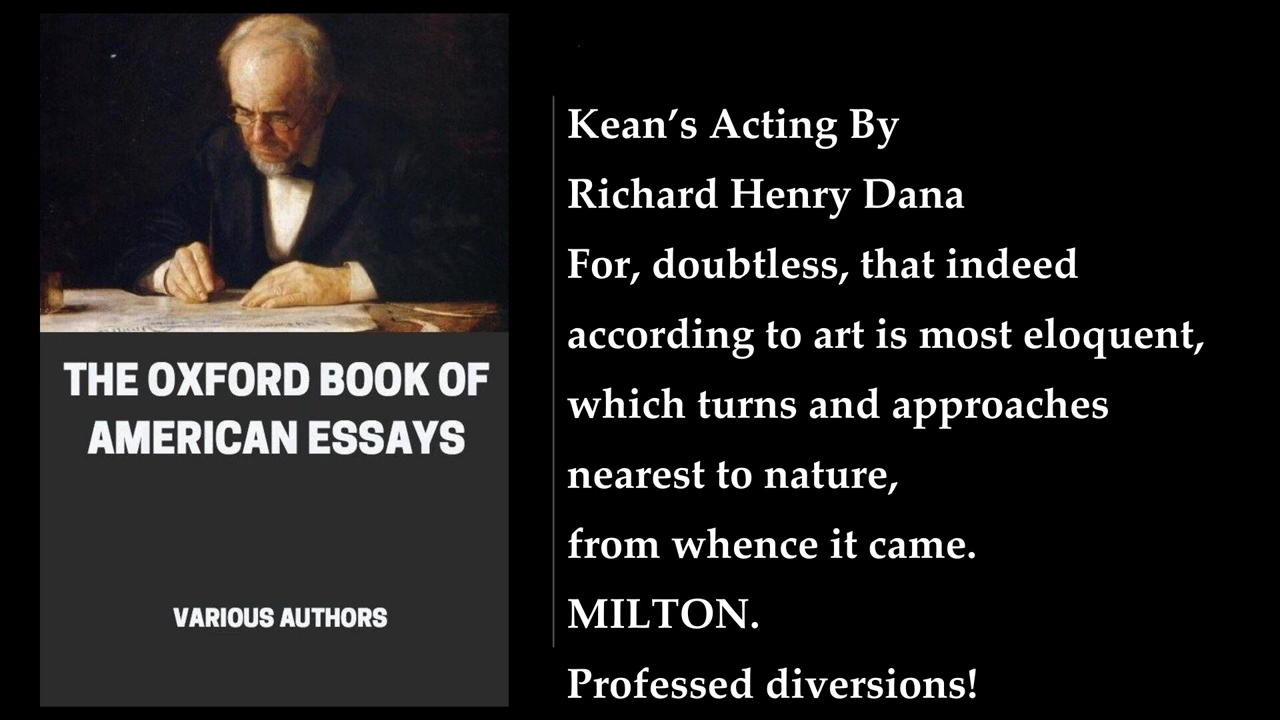 THE OXFORD BOOK OF
AMERICAN ESSAYS
VARIOUS AUTHORS
Kean’s Acting By
Richard Henry Dana
For, doubtless, that indeed
according to art is most eloquent,
which turns and approaches
nearest to nature,
from whence it came.
MILTON.
Professed diversions!